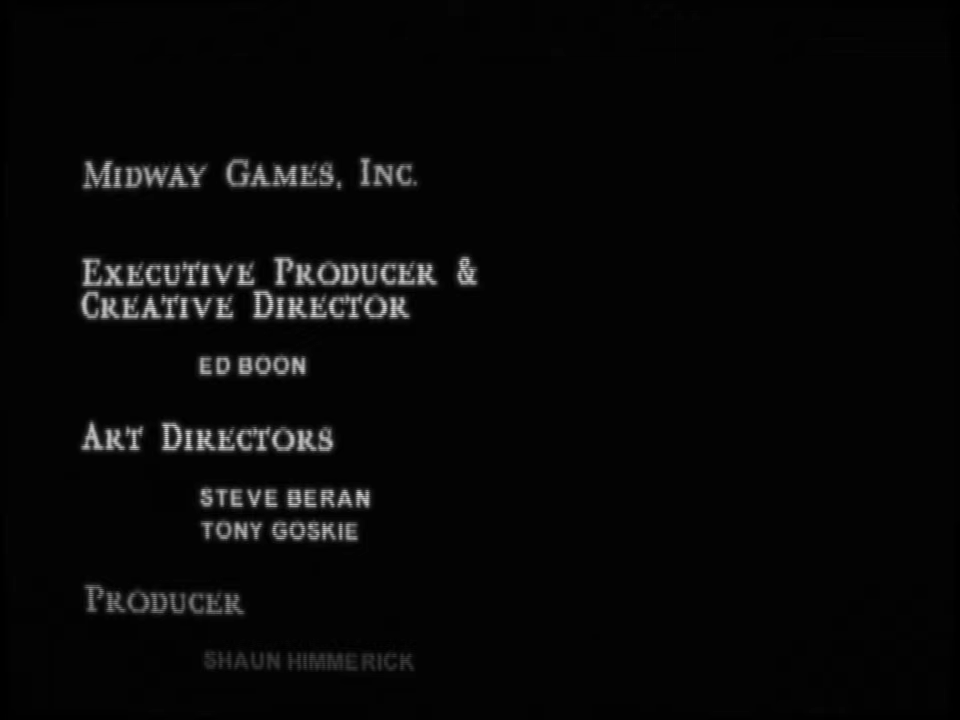 Midway Games, Inc.
Executive Producer &
Creative Director
ED BOON
Art Directors
STEVE BERAN
TONY GOSKIE
Producer
SHAUN HIMMERICK